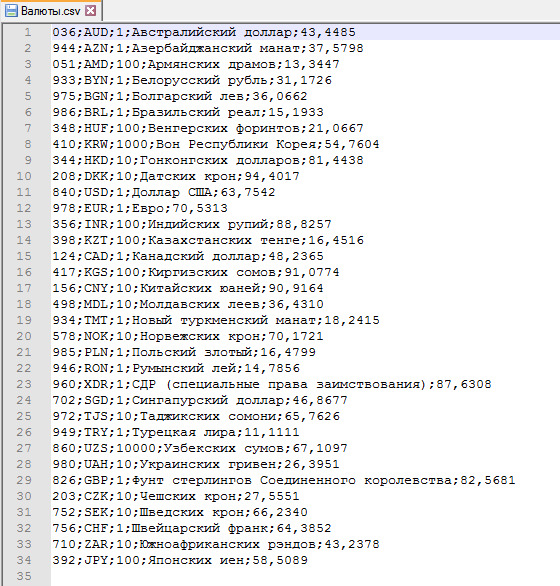 Валюты.csv
1 036;AUD;1;Австралийский доллар;43,4485
2 944;AZN;1;Азербайджанский манат;37,5798
3 051;AMD;100;Армянских драмов;13,3447
4 933;BYN;1;Белорусский рубль;31,1726
5 975;BGN;1;Болгарский лев;36,0662
6 986;BRL;1;Бразильский реал;15,1933
7 348;HUF;100;Венгерских форинтов;21,0667
8 410;KRW;1000;Вон Республики Корея;54,7604
9 344;HKD;10;Гонконгских долларов;81,4438
10 208;DKK;10;Датских крон;94,4017
11 840;USD;1;Доллар США;63,7542
12 978;EUR;1;Евро;70,5313
13 356;INR;100;Индийских рупий;88,8257
14 398;KZT;100;Казахстанских тенге;16,4516
15 124;CAD;1;Канадский доллар;48,2365
16 417;KGS;100;Киргизских сомов;91,0774
17 156;CNY;10;Китайских юаней;90,9164
18 498;MDL;10;Молдавских леев;36,4310
19 934;TMT;1;Новый туркменский манат;18,2415
20 578;NOK;10;Норвежских крон;70,1721
21 985;PLN;1;Польский злотый;16,4799
22 946;RON;1;Румынский лей;14,7856
23 960;XDR;1;СДР (специальные права заимствования);87,6308
24 702;SGD;1;Сингапурский доллар;46,8677
25 972;TJS;10;Таджикских сомони;65,7626
26 949;TRY;1;Турецкая лира;11,1111
27 860;UZS;10000;Узбекских сумов;67,1097
28 980;UAH;10;Украинских гривен;26,3951
29 826;GBP;1;Фунт стерлингов Соединенного королевства;82,5681
30 203;CZK;10;Чешских крон;27,5551
31 752;SEK;10;Шведских крон;66,2340
32 756;CHF;1;Швейцарский франк;64,3852
33 710;ZAR;10;Южноафриканских рэндов;43,2378
34 392;JPY;100;Японских иен;58,5089
35